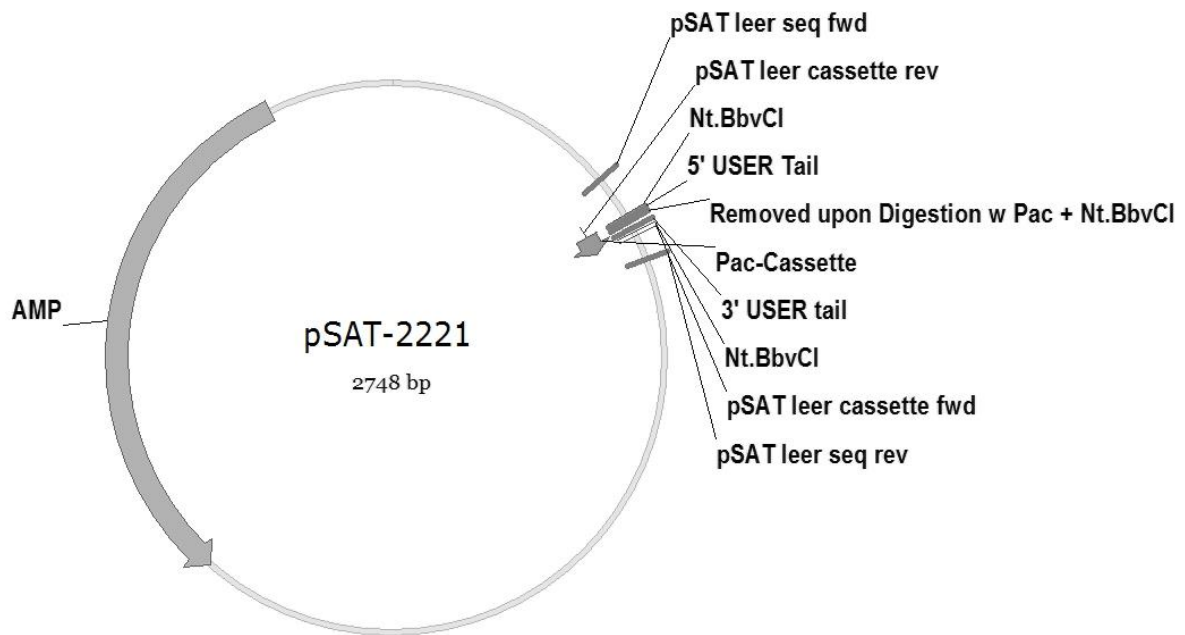 pSAT leer seq fwd
pSAT leer cassette rev
Nt.BbvCI
5' USER Tail
Removed upon Digestion w Pac + Nt.BbvCI
Pac-Cassette
3' USER tail
Nt.BbvCI
pSAT leer cassette fwd
pSAT leer seq rev
AMP
pSAT-2221
2748 bp